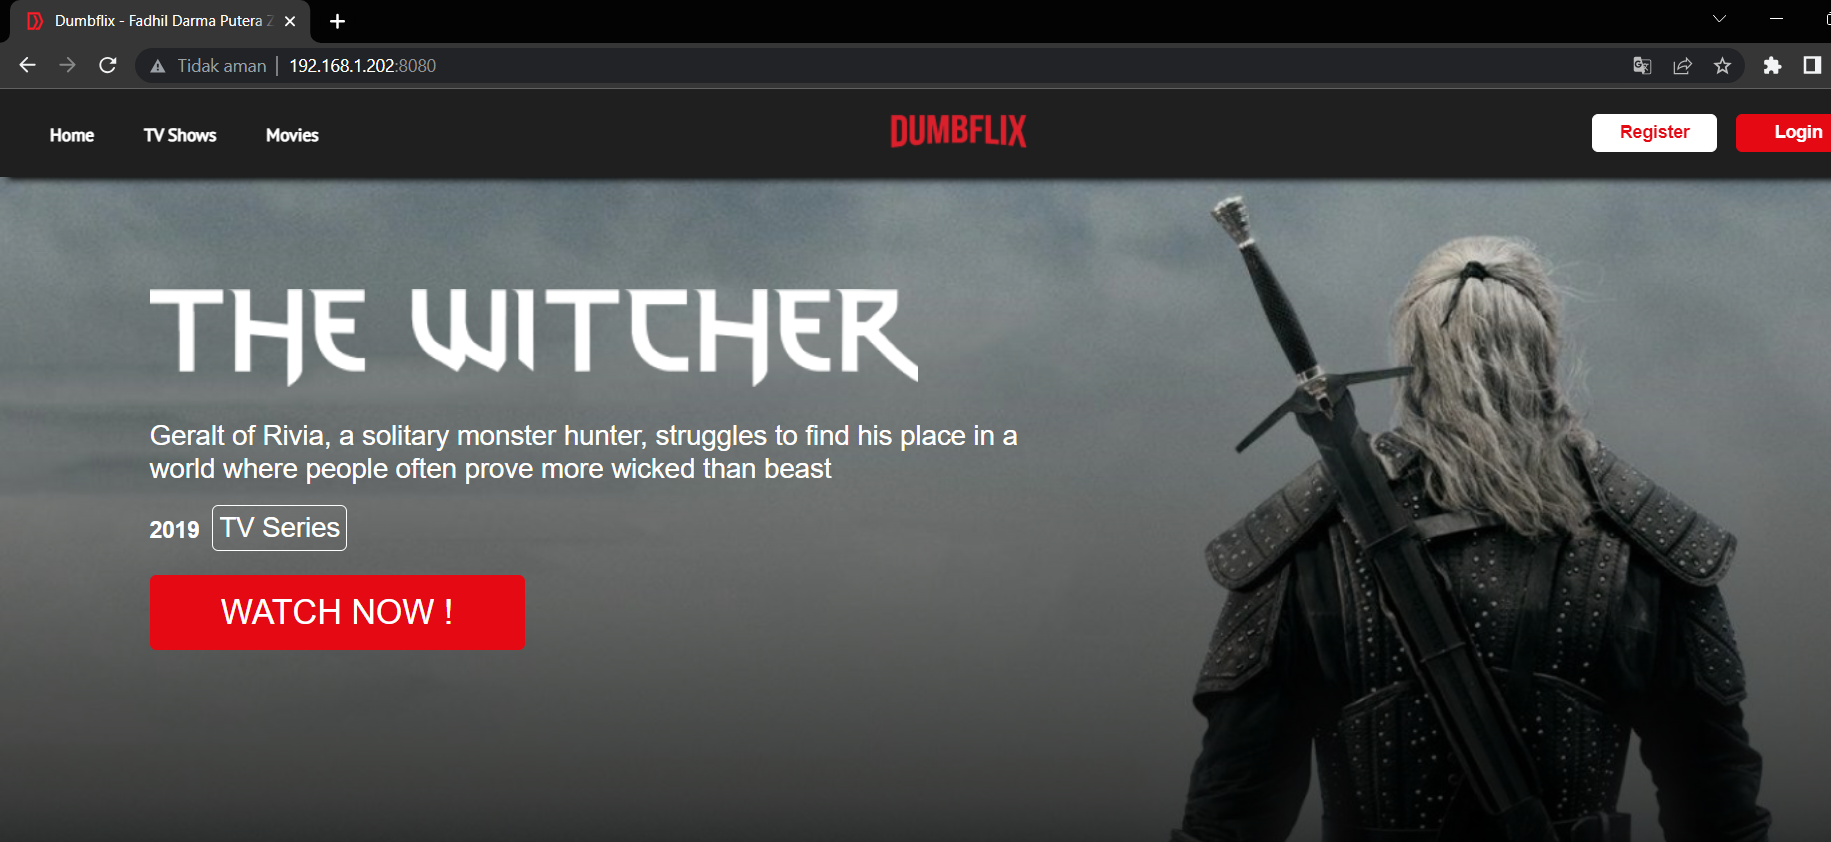 Dumbflix - Fadhil Darma Putera
Tidak aman | 192.168.1.202:8080
Home
TV Shows
Movies
DUMBFLIX
Register
Login
THE WITCHER
Geralt of Rivia, a solitary monster hunter, struggles to find his place in a
world where people often prove more wicked than beast
2019 TV Series
WATCH NOW !